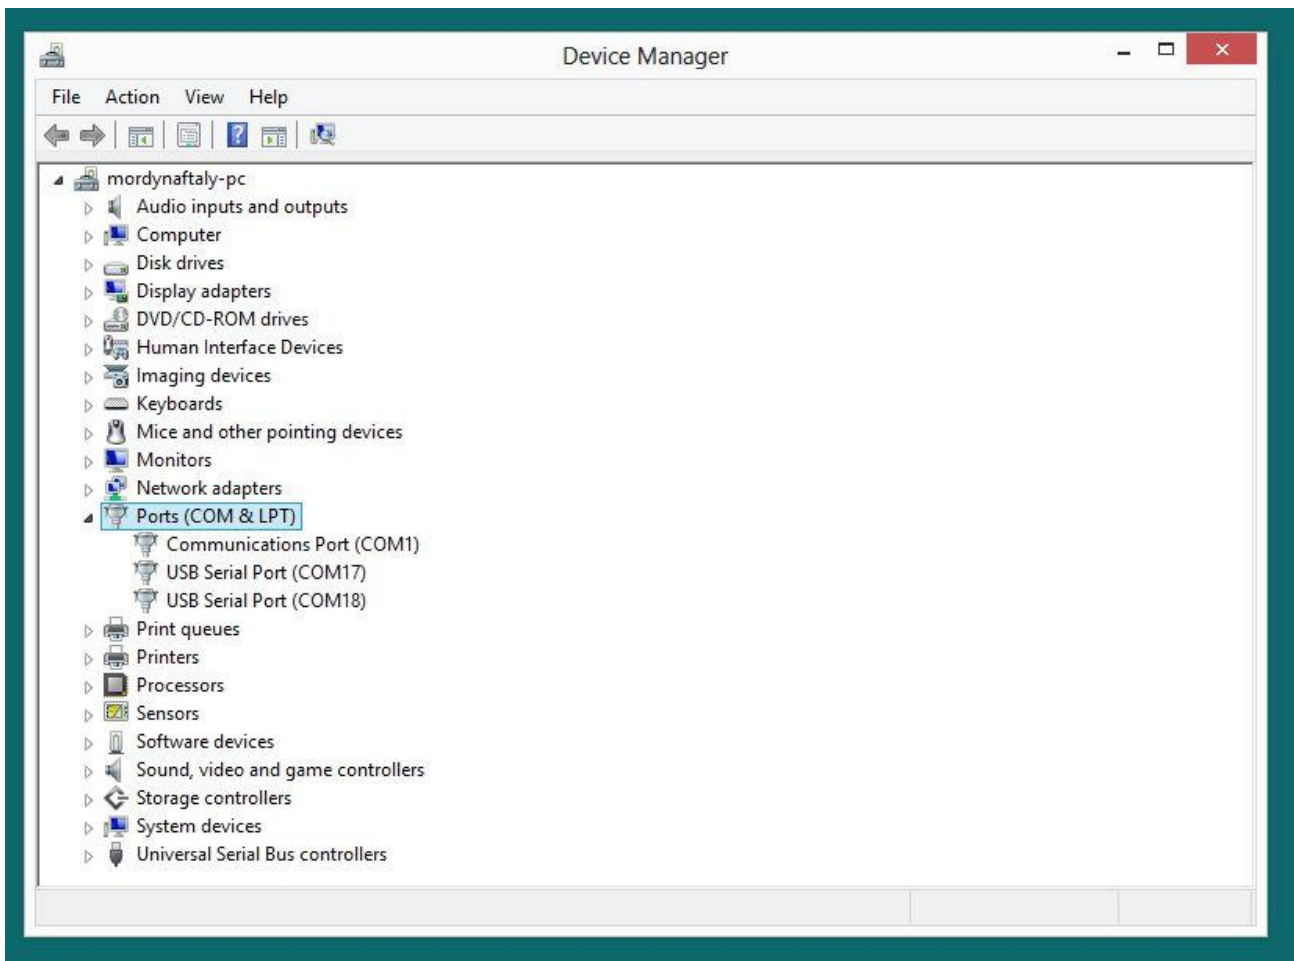 Device Manager
File Action View Help
mordynaftaly-pc
Audio inputs and outputs
Computer
Disk drives
Display adapters
DVD/CD-ROM drives
Human Interface Devices
Imaging devices
Keyboards
Mice and other pointing devices
Monitors
Network adapters
Ports (COM & LPT)
Communications Port (COM1)
USB Serial Port (COM17)
USB Serial Port (COM18)
Print queues
Printers
Processors
Sensors
Software devices
Sound, video and game controllers
Storage controllers
System devices
Universal Serial Bus controllers